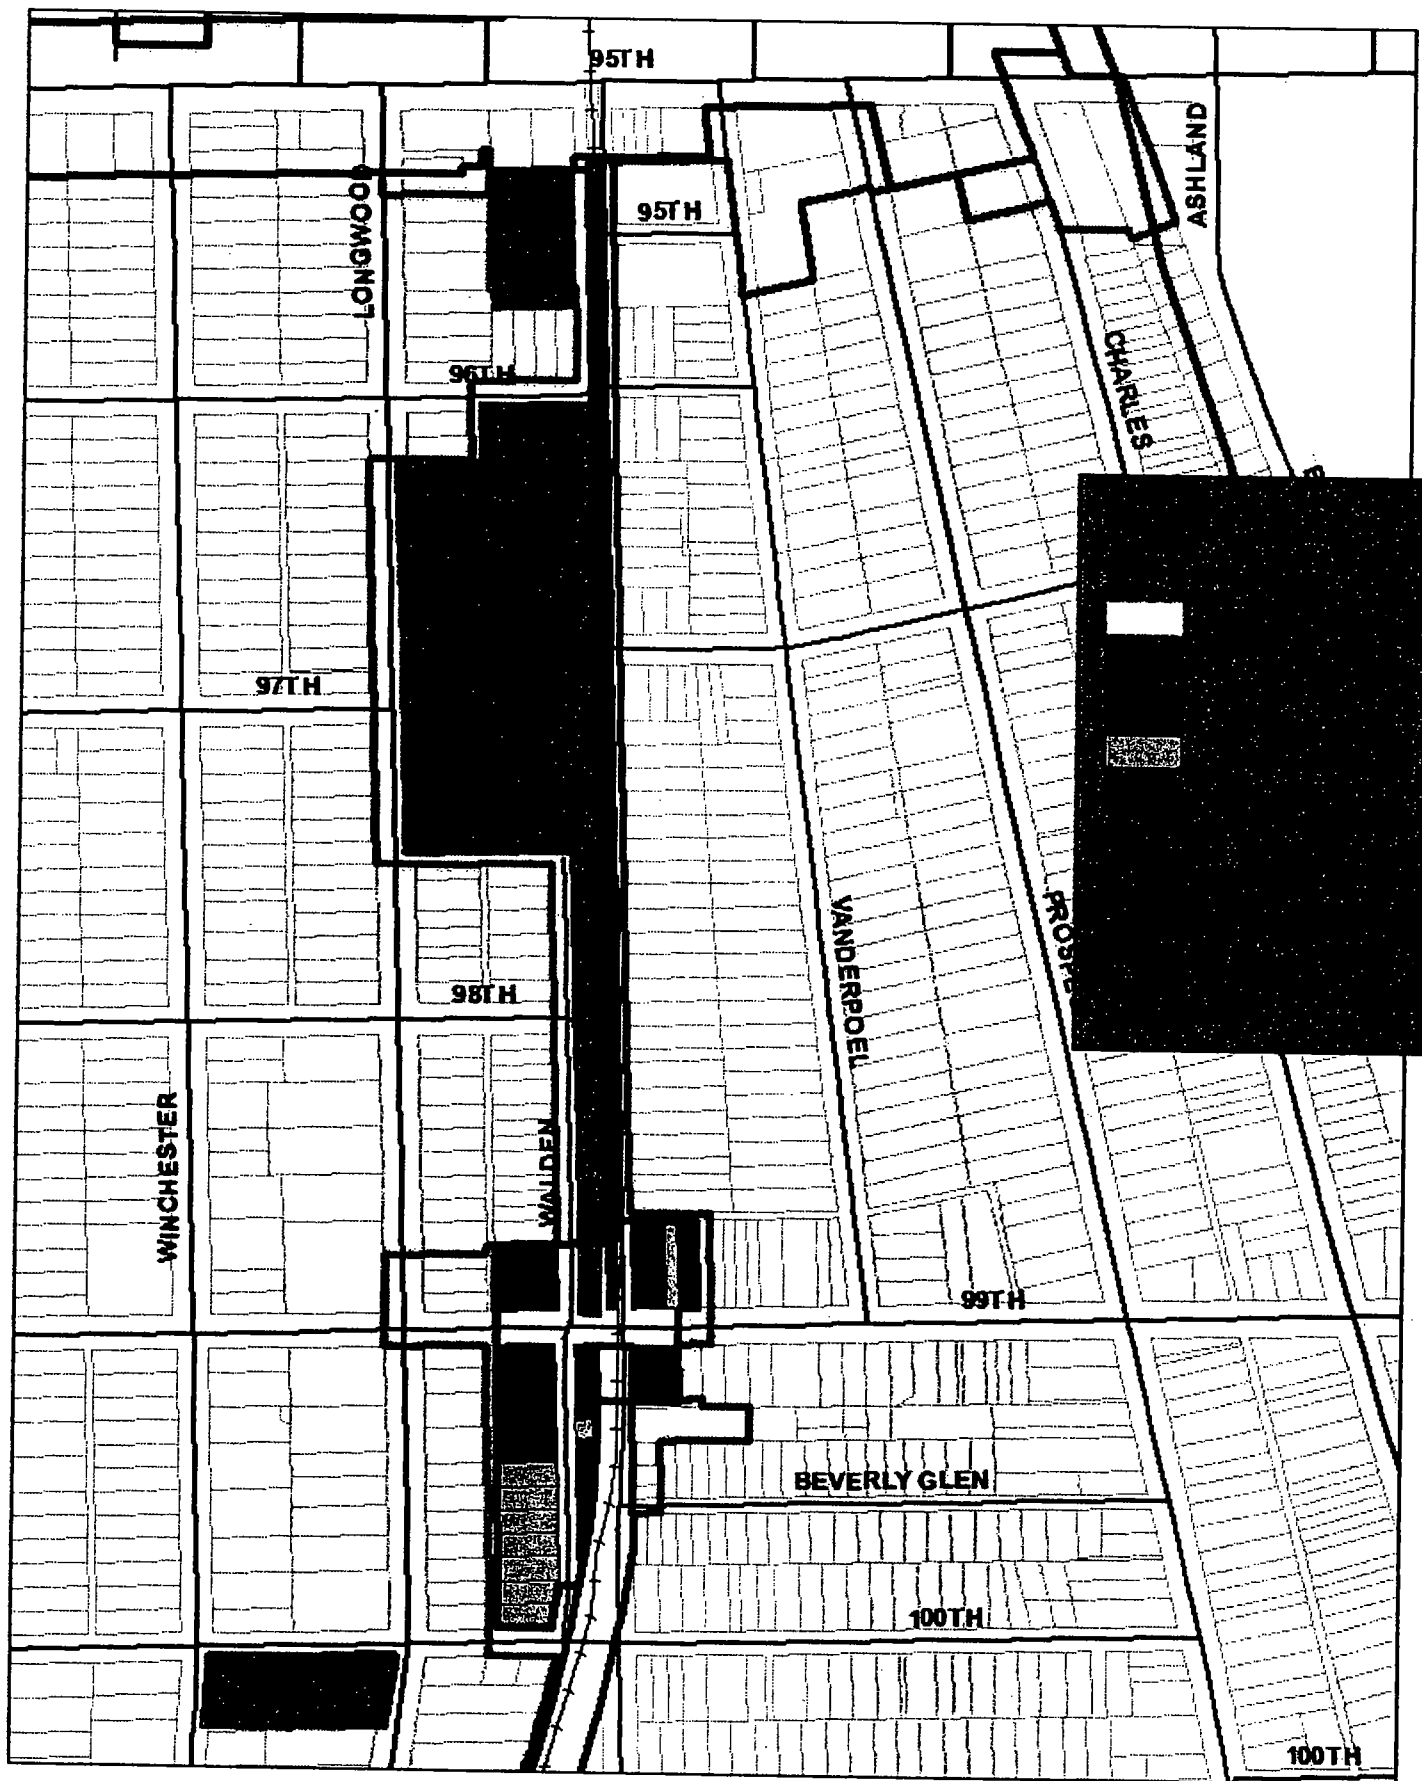 95TH
ASHLAND
LONGWOOD
95TH
CHARLES
96TH
97TH
VANDERPOEL
98TH
WINCHESTER
WALDEN
99TH
BEVERLY GLEN
100TH
100TH